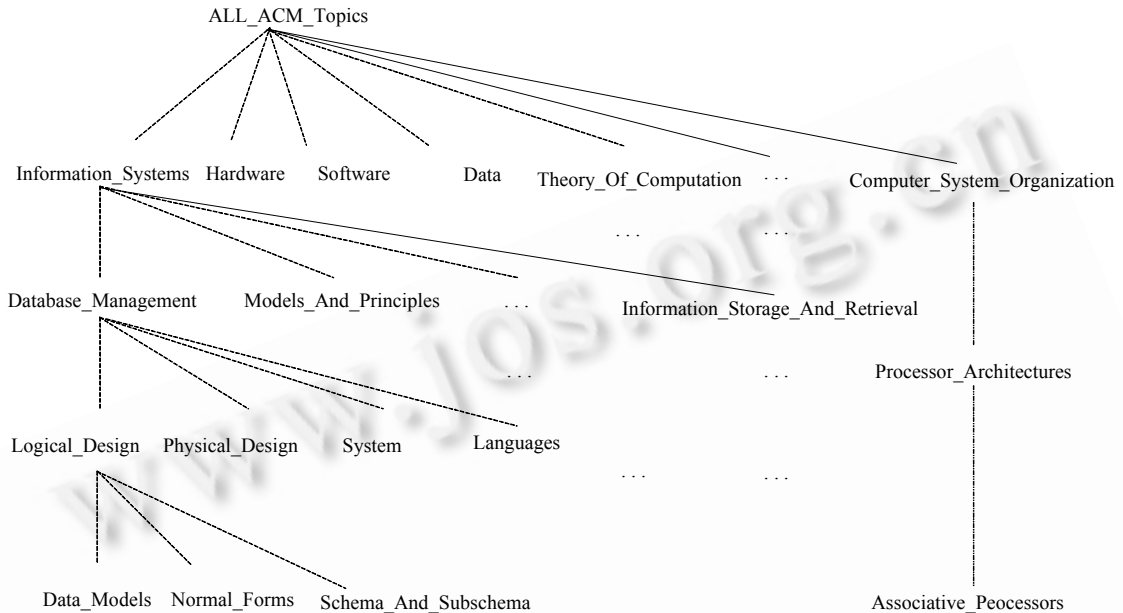 ALL_ACM_Topics
Information_Systems Hardware Software Data Theory_Of_Computation ... Computer_System_Organization
... ...
Database_Management Models_And_Principles ... Information_Storage_And_Retrieval
... ... Processor_Architectures
Logical_Design Physical_Design System Languages
... ...
Data_Models Normal_Forms Schema_And_Subschema Associative_Peocessors
www.jos.org.cn